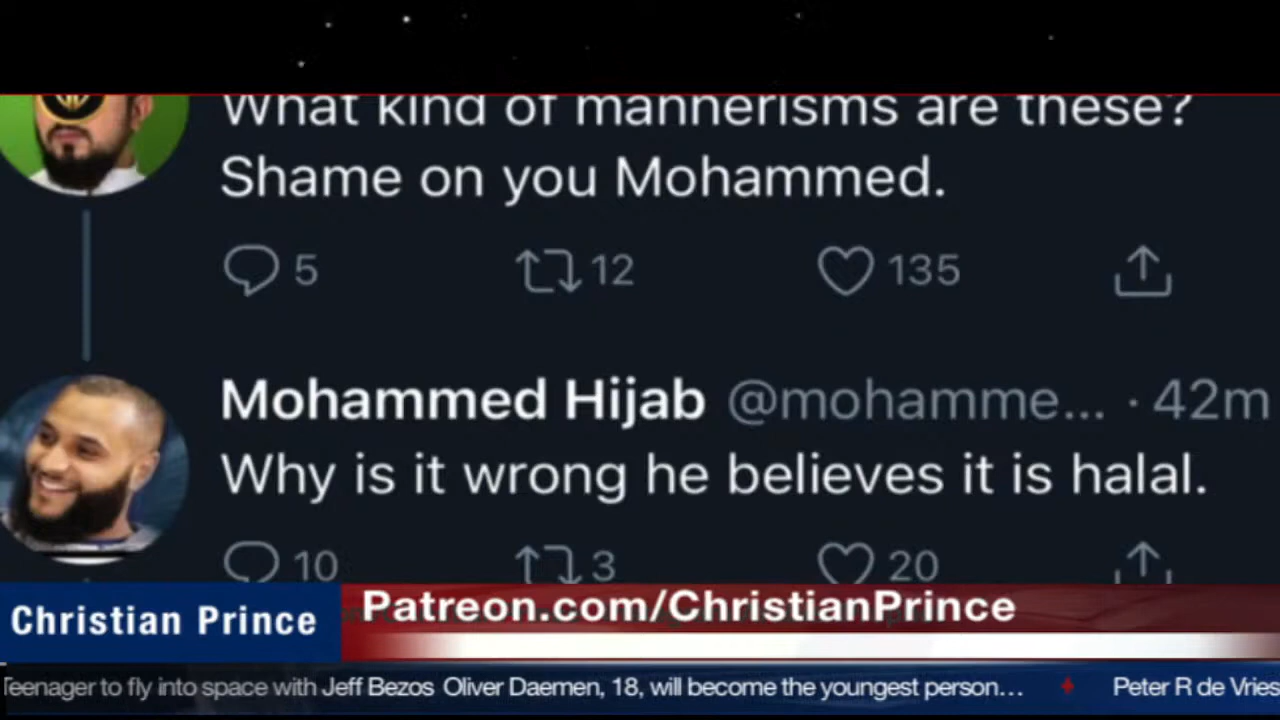 What kind of mannerisms are these?
Shame on you Mohammed.
5 12 135
Mohammed Hijab @mohamme... · 42m
Why is it wrong he believes it is halal.
10 3 20
Christian Prince
Patreon.com/ChristianPrince
Teenager to fly into space with Jeff Bezos Oliver Daemen, 18, will become the youngest person... Peter R de Vries